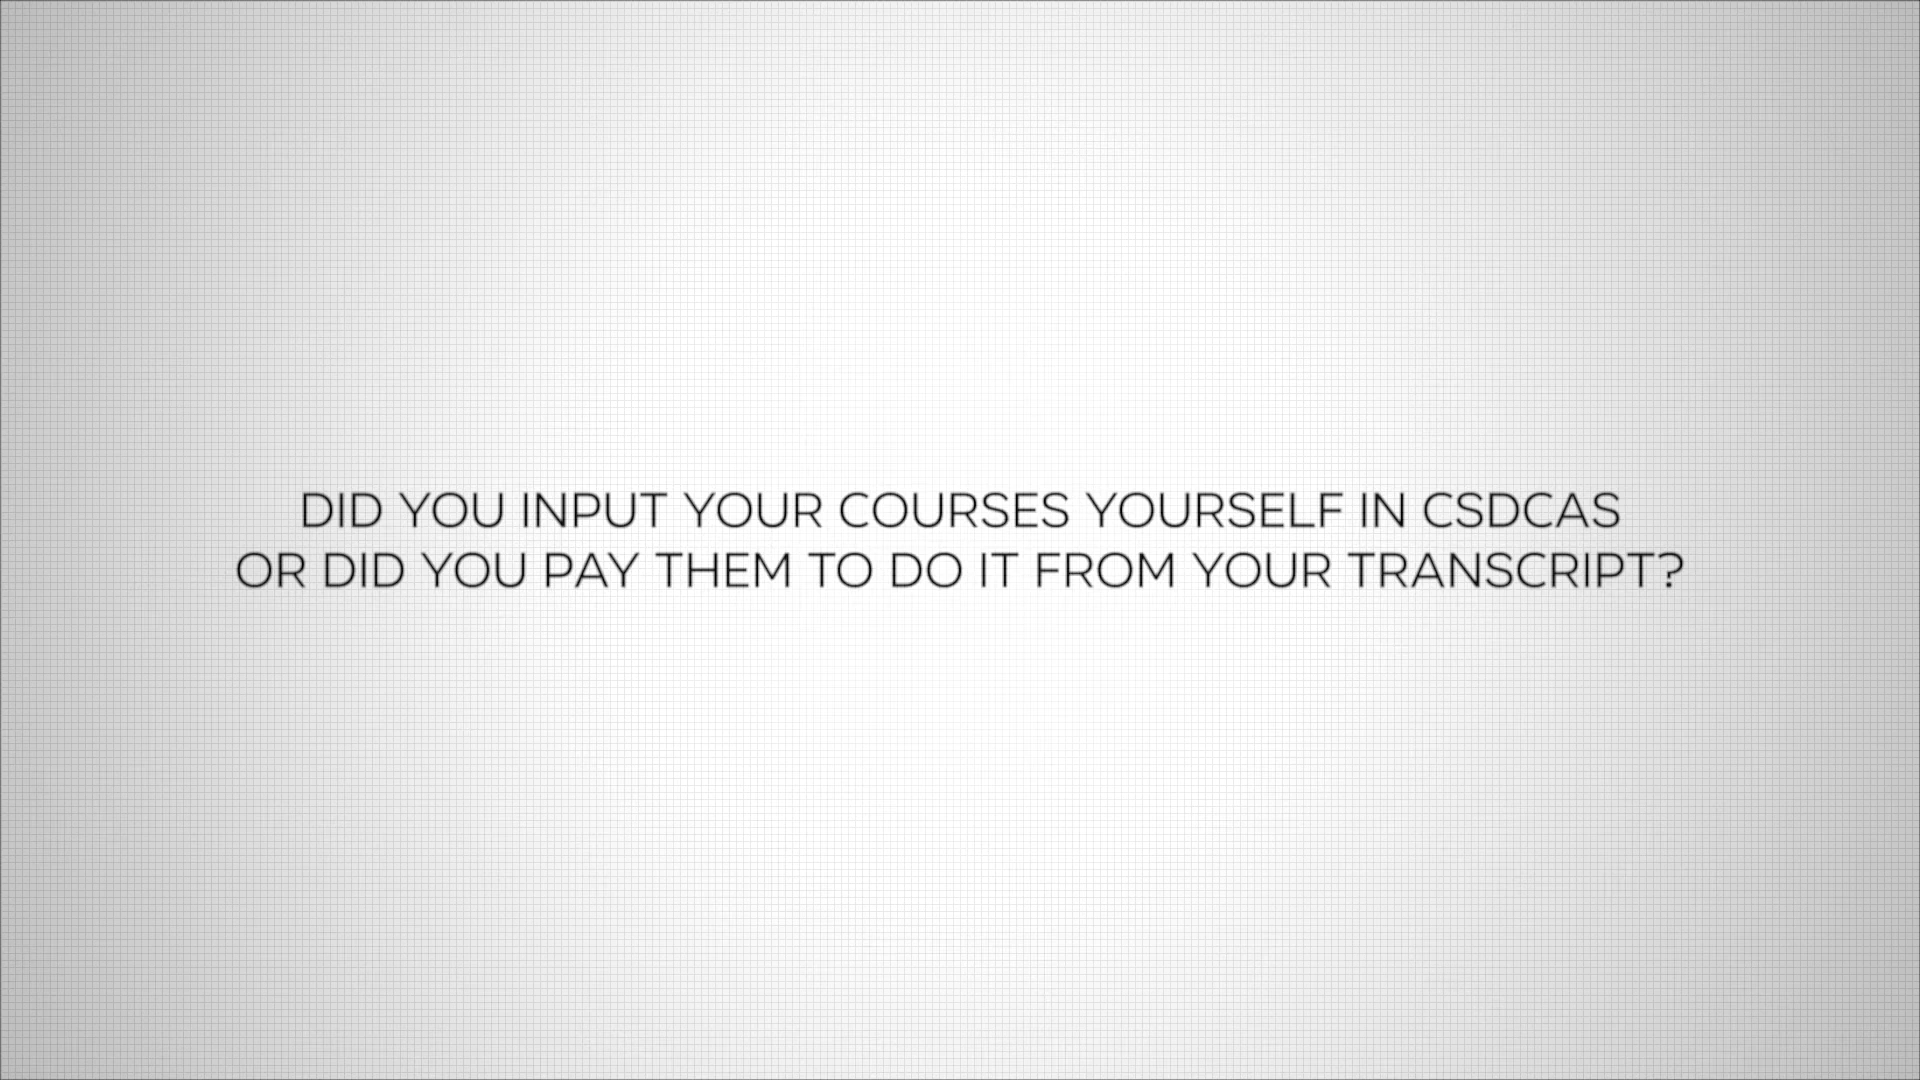 DID YOU INPUT YOUR COURSES YOURSELF IN CSDCAS
OR DID YOU PAY THEM TO DO IT FROM YOUR TRANSCRIPT?